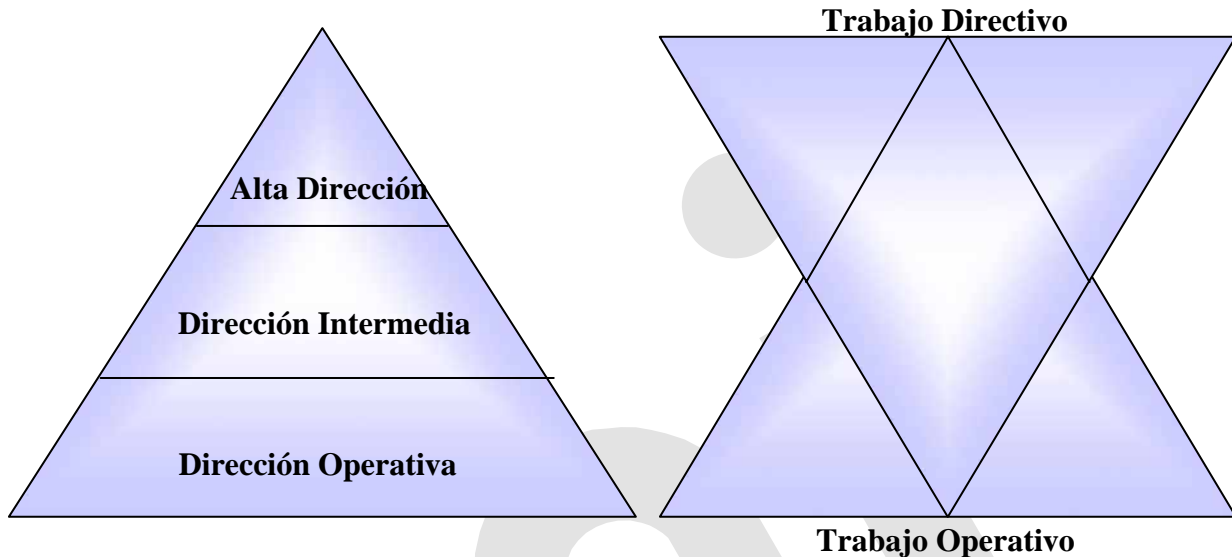 Trabajo Directivo
Alta Dirección
Dirección Intermedia
Dirección Operativa
Trabajo Operativo